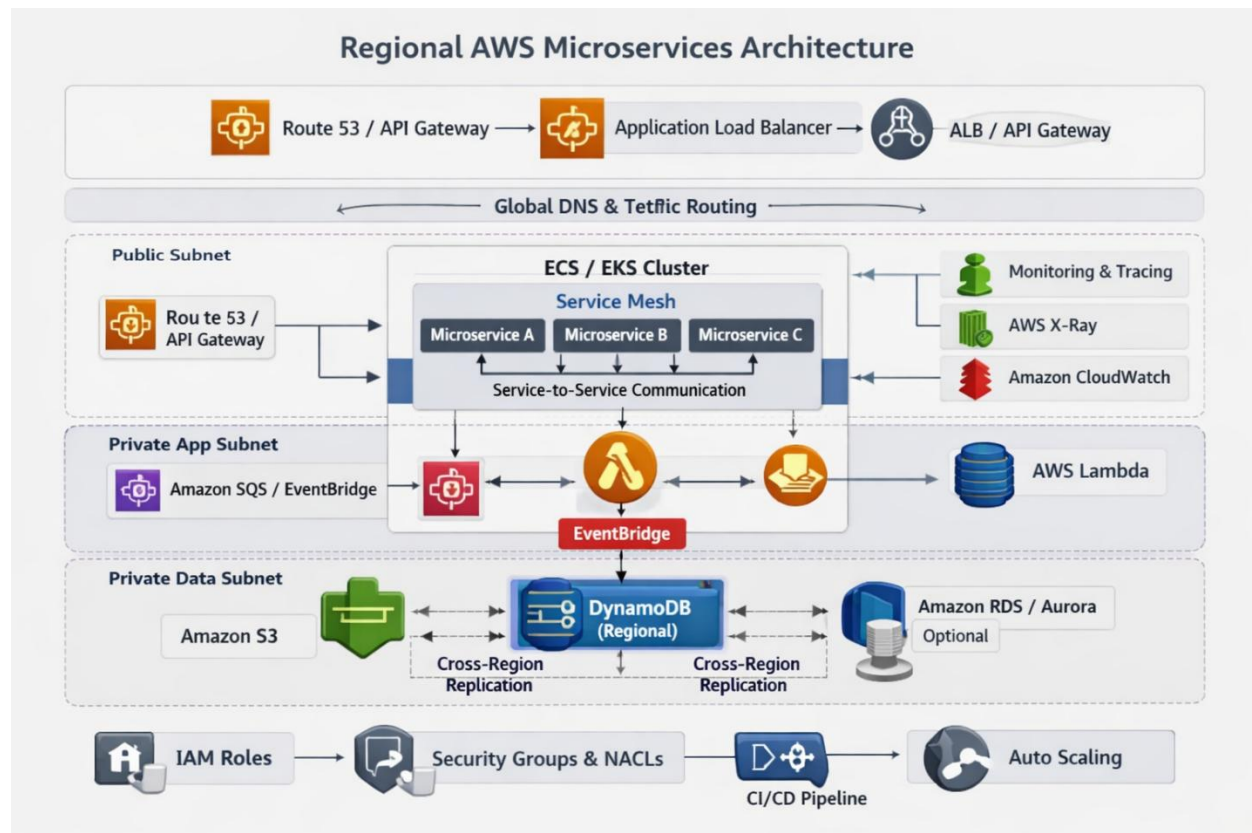 Regional AWS Microservices Architecture
Route 53 / API Gateway
Application Load Balancer
ALB / API Gateway
Global DNS & Tetffic Routing
Public Subnet
Rou te 53 /
API Gateway
ECS / EKS Cluster
Service Mesh
Microservice A
Microservice B
Microservice C
Service-to-Service Communication
Monitoring & Tracing
AWS X-Ray
Amazon CloudWatch
Private App Subnet
Amazon SQS / EventBridge
AWS Lambda
EventBridge
Private Data Subnet
Amazon S3
DynamoDB
(Regional)
Cross-Region
Replication
Cross-Region
Replication
Amazon RDS / Aurora
Optional
IAM Roles
Security Groups & NACLs
CI/CD Pipeline
Auto Scaling